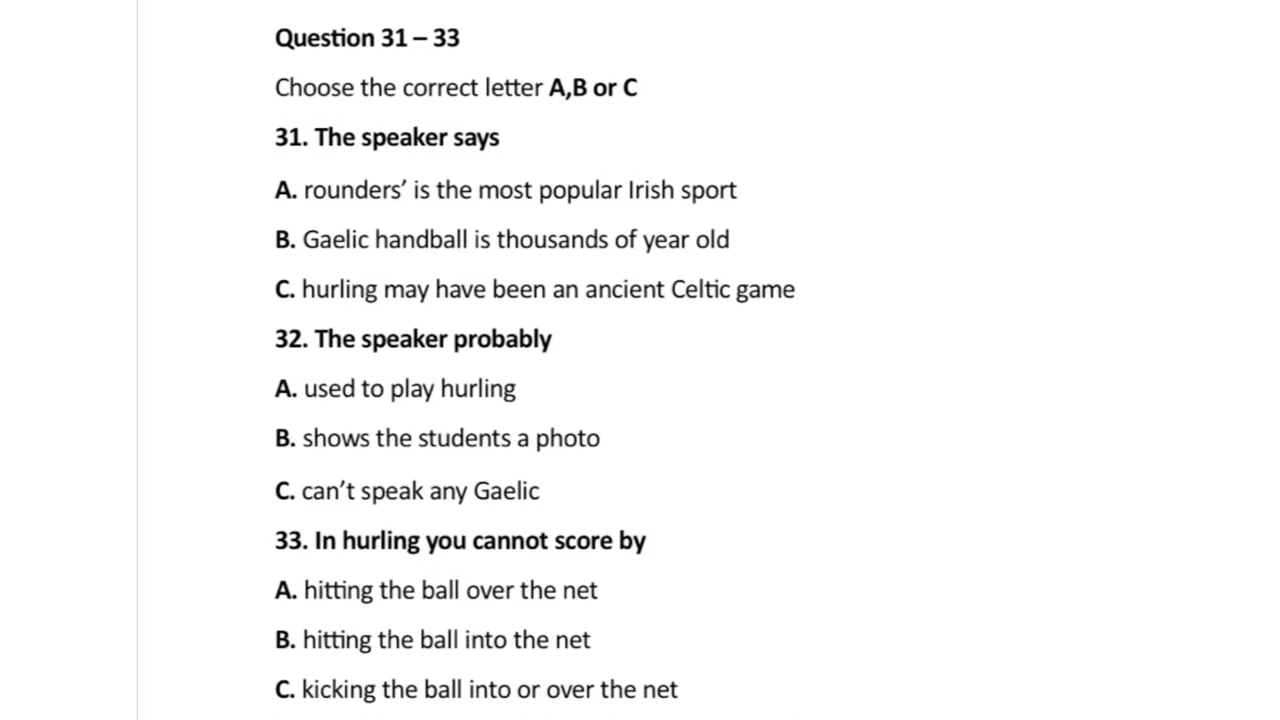 Question 31 – 33
Choose the correct letter A,B or C
31. The speaker says
A. rounders’ is the most popular Irish sport
B. Gaelic handball is thousands of year old
C. hurling may have been an ancient Celtic game
32. The speaker probably
A. used to play hurling
B. shows the students a photo
C. can’t speak any Gaelic
33. In hurling you cannot score by
A. hitting the ball over the net
B. hitting the ball into the net
C. kicking the ball into or over the net